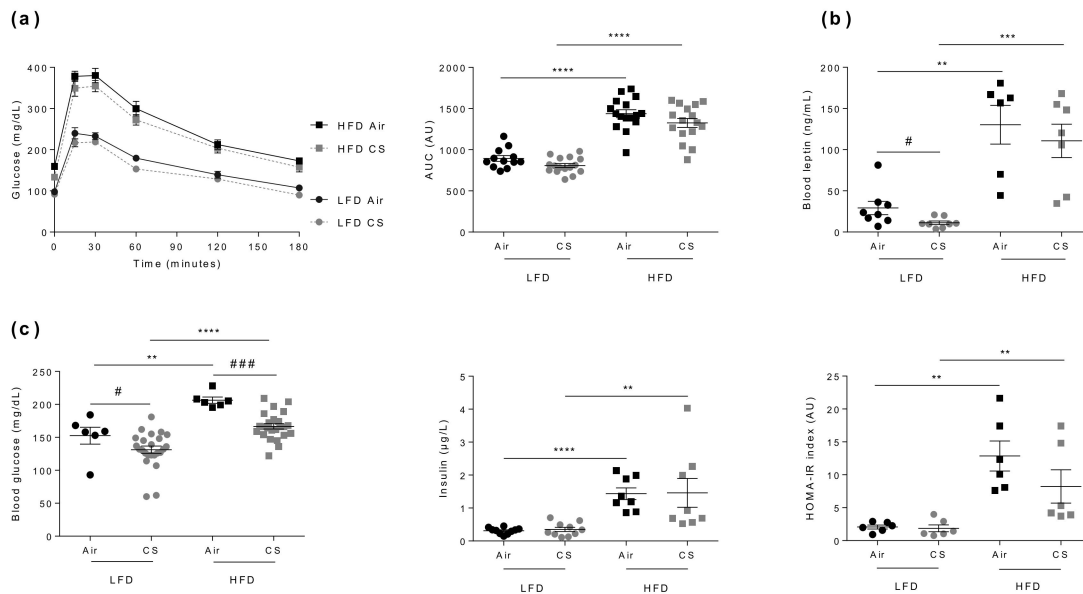 (a)
Glucose (mg/dL)
400
300
200
100
0
0 30 60 90 120 150 180
Time (minutes)
HFD Air
HFD CS
LFD Air
LFD CS
****
****
AUC (AU)
2000
1500
1000
500
0
Air CS Air CS
LFD HFD
(b)
***
**
#
Blood leptin (ng/mL)
200
150
100
50
0
Air CS Air CS
LFD HFD
(c)
****
**
###
#
Blood glucose (mg/dL)
250
200
150
100
50
0
Air CS Air CS
LFD HFD
**
****
Insulin (µg/L)
5
4
3
2
1
0
Air CS Air CS
LFD HFD
**
**
HOMA-IR index (AU)
25
20
15
10
5
0
Air CS Air CS
LFD HFD